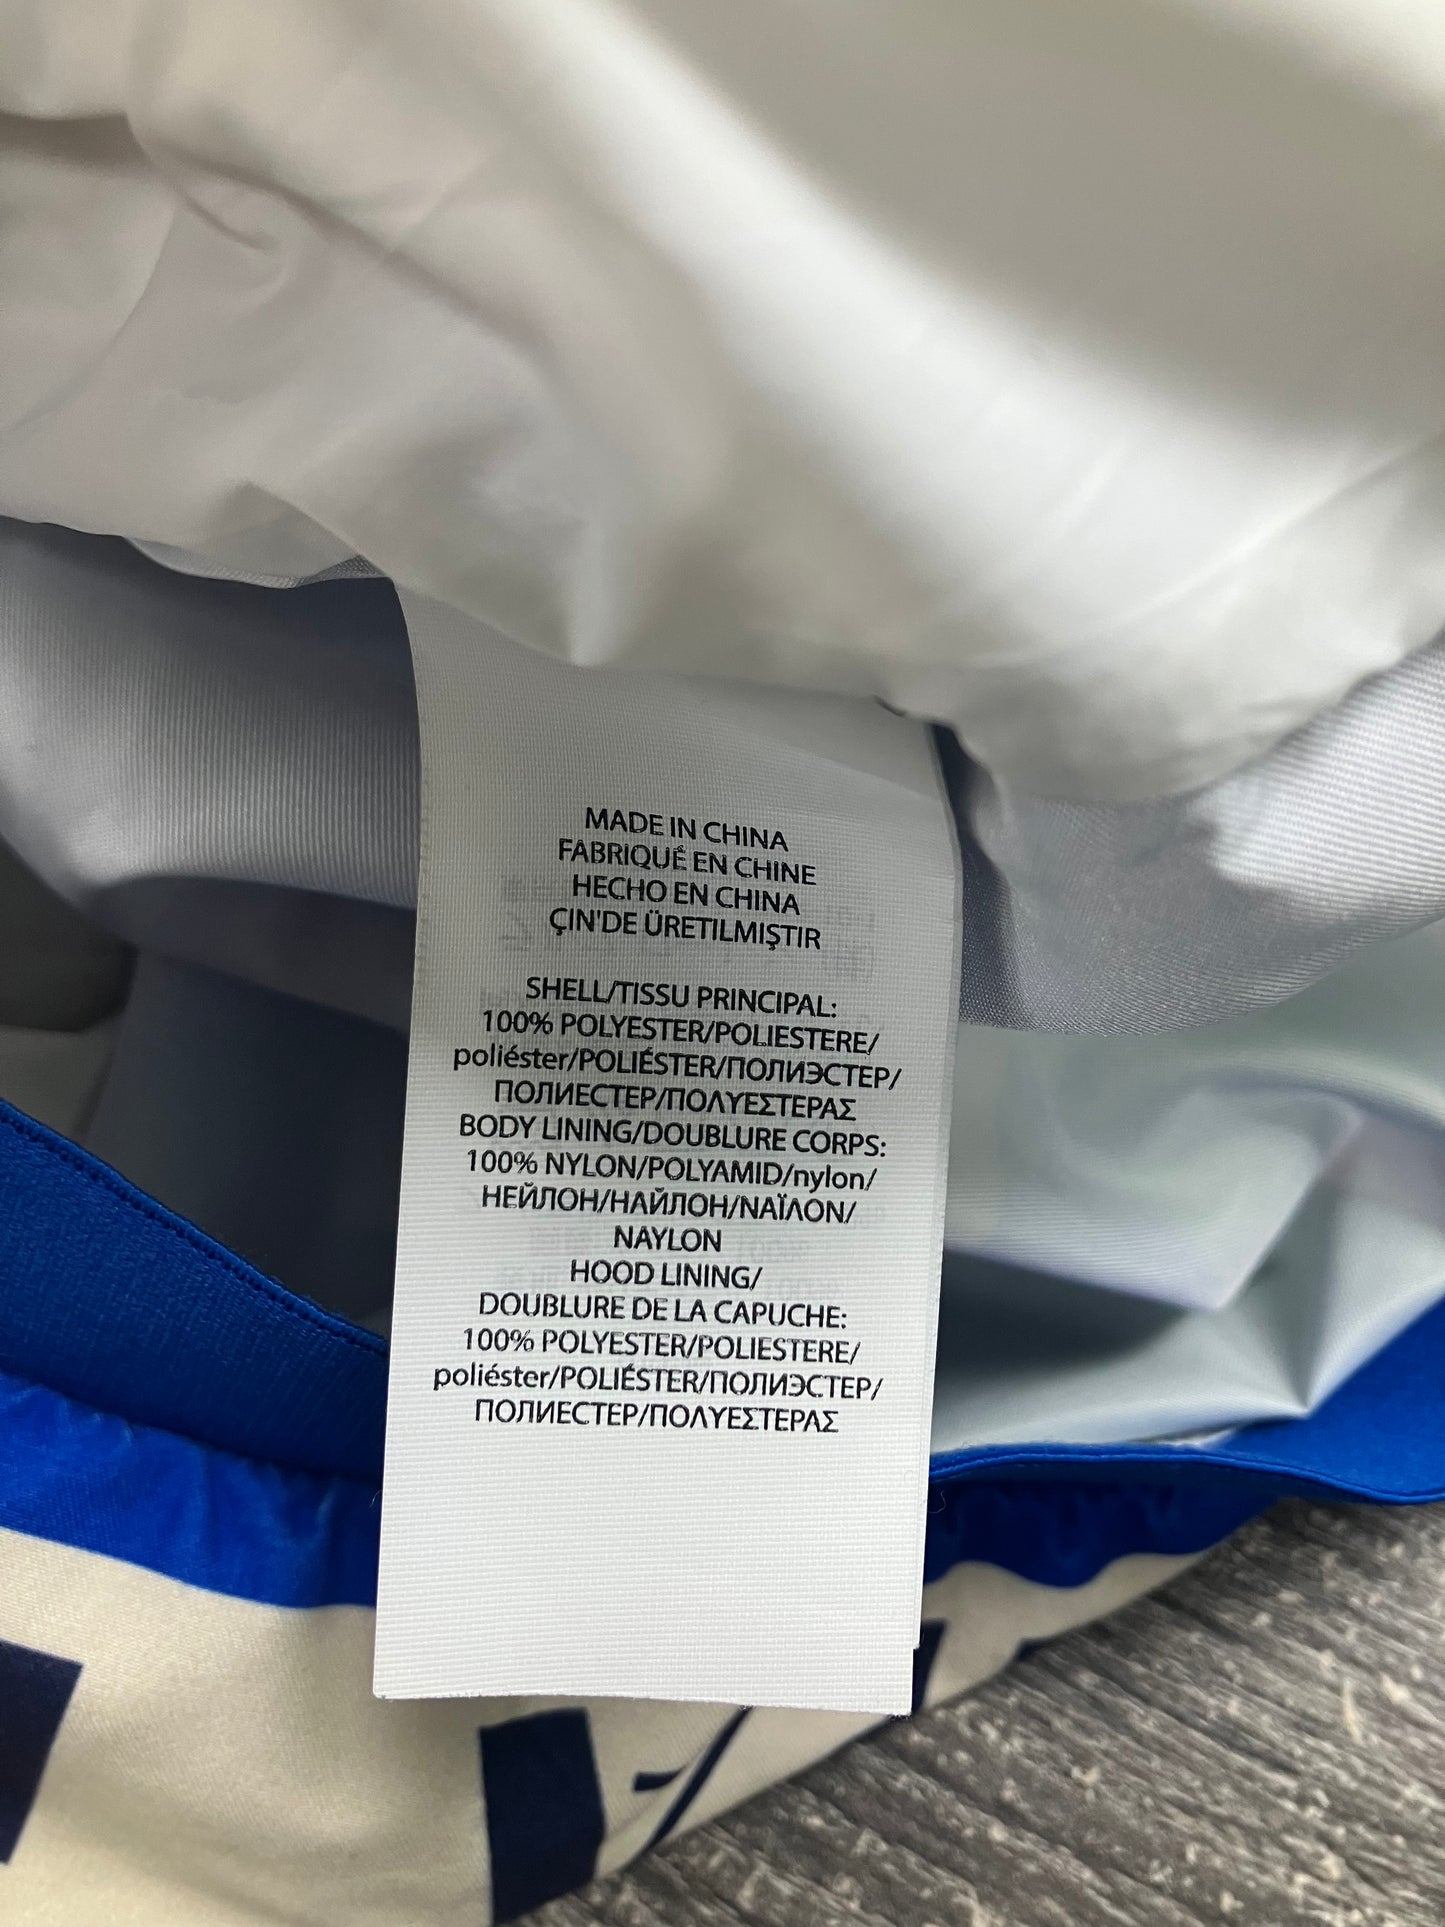 MADE IN CHINA
FABRIQUÉ EN CHINE
HECHO EN CHINA
ÇIN'DE ÜRETILMIŞTIR
SHELL/TISSU PRINCIPAL:
100% POLYESTER/POLIESTERE/
poliéster/POLIÉSTER/ПОЛИЭСТЕР/
ПОЛИЕСТЕР/ΠΟΛΥΕΣΤΕΡΑΣ
BODY LINING/DOUBLURE CORPS:
100% NYLON/POLYAMID/nylon/
НЕЙЛОН/НАЙЛОН/ΝΑΪΛΟΝ/
NAYLON
HOOD LINING/
DOUBLURE DE LA CAPUCHE:
100% POLYESTER/POLIESTERE/
poliéster/POLIÉSTER/ПОЛИЭСТЕР/
ПОЛИЕСТЕР/ΠΟΛΥΕΣΤΕΡΑΣ